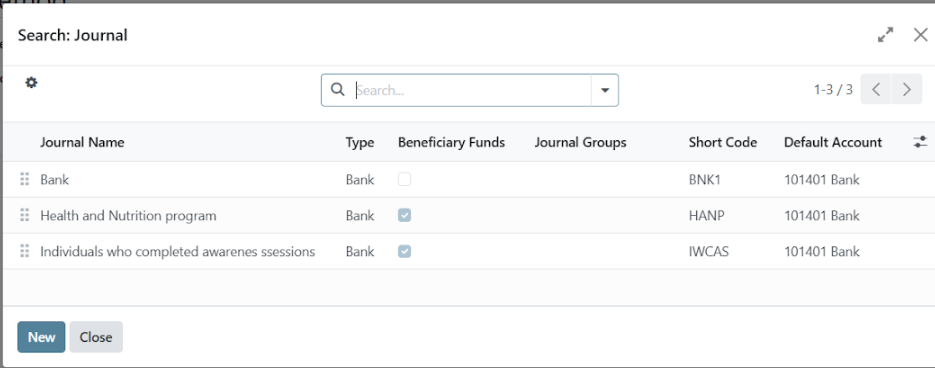 Search: Journal
Search...
1-3 / 3
Journal Name Type Beneficiary Funds Journal Groups Short Code Default Account
Bank Bank BNK1 101401 Bank
Health and Nutrition program Bank HANP 101401 Bank
Individuals who completed awarenes ssessions Bank IWCAS 101401 Bank
New Close